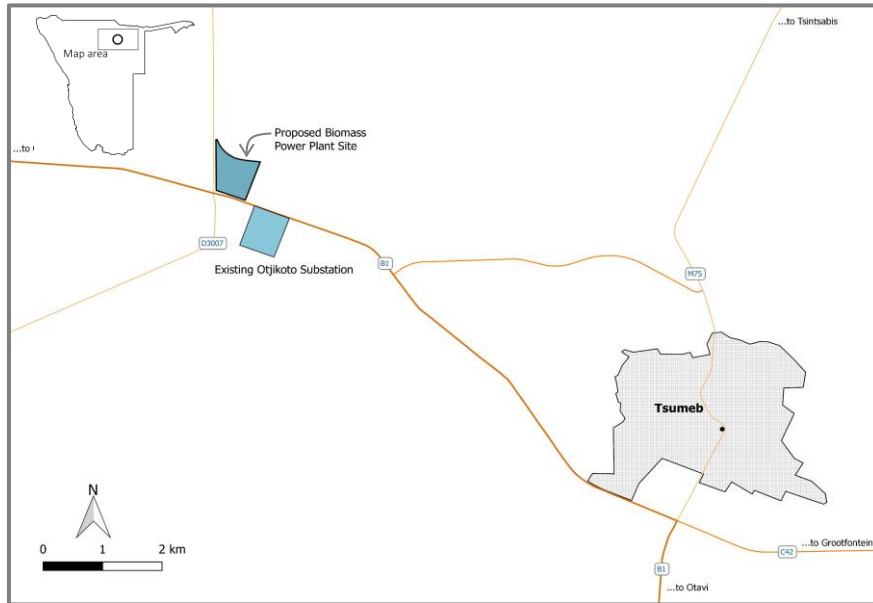 ...to Tsintsabis
Map area
Proposed Biomass
Power Plant Site
...to
D3007
Existing Otjikoto Substation
B1
M75
Tsumeb
N
0 1 2 km
...to Grootfontein
C42
B1
...to Otavi